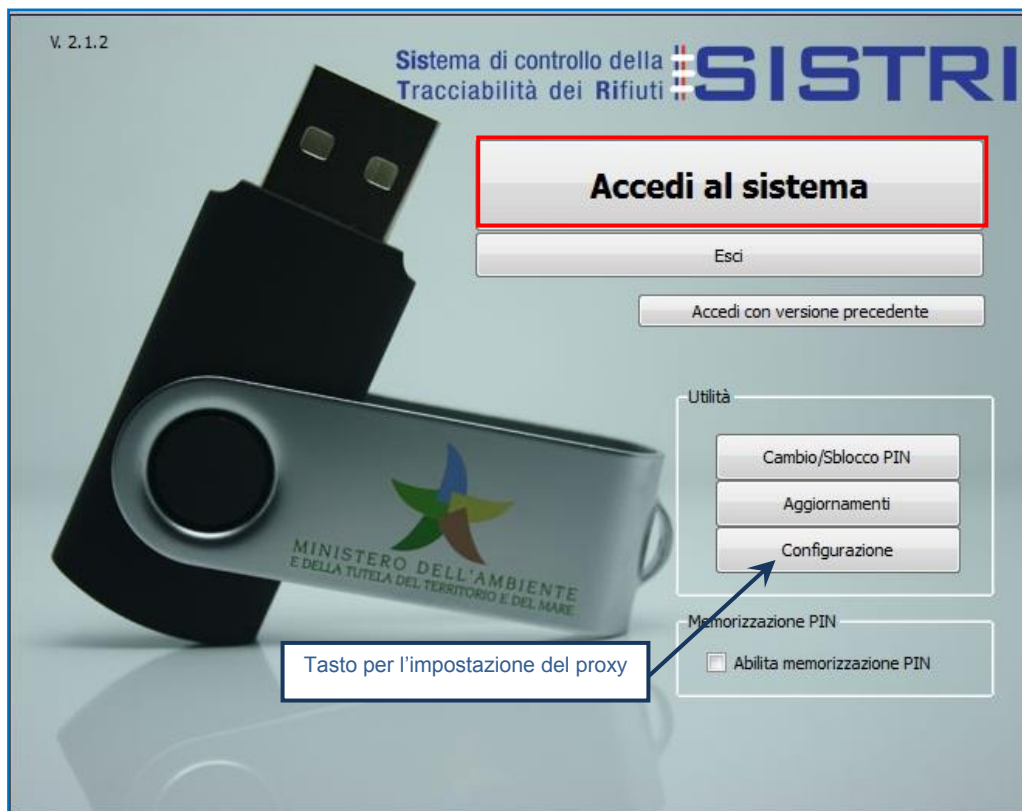 V. 2.1.2
Sistema di controllo della
Tracciabilità dei Rifiuti
SISTRI
Accedi al sistema
Esci
Accedi con versione precedente
Utilità
Cambio/Sblocco PIN
Aggiornamenti
Configurazione
MINISTERO DELL'AMBIENTE
E DELLA TUTELA DEL TERRITORIO E DEL MARE
Memorizzazione PIN
Tasto per l’impostazione del proxy
Abilita memorizzazione PIN